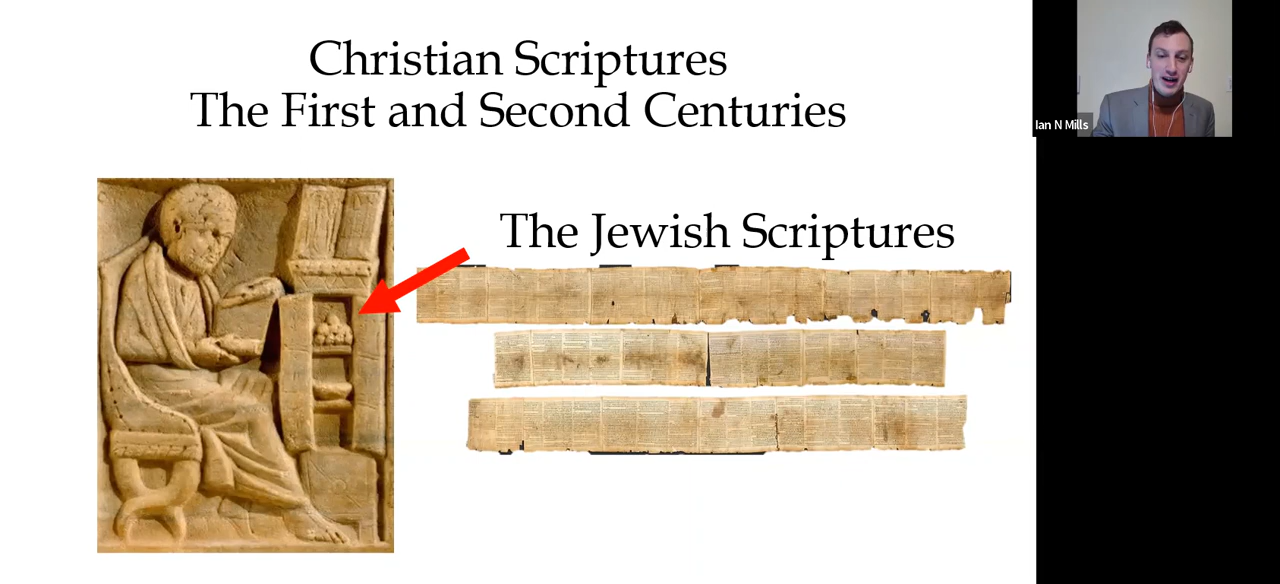 Christian Scriptures
The First and Second Centuries
The Jewish Scriptures
Ian N Mills